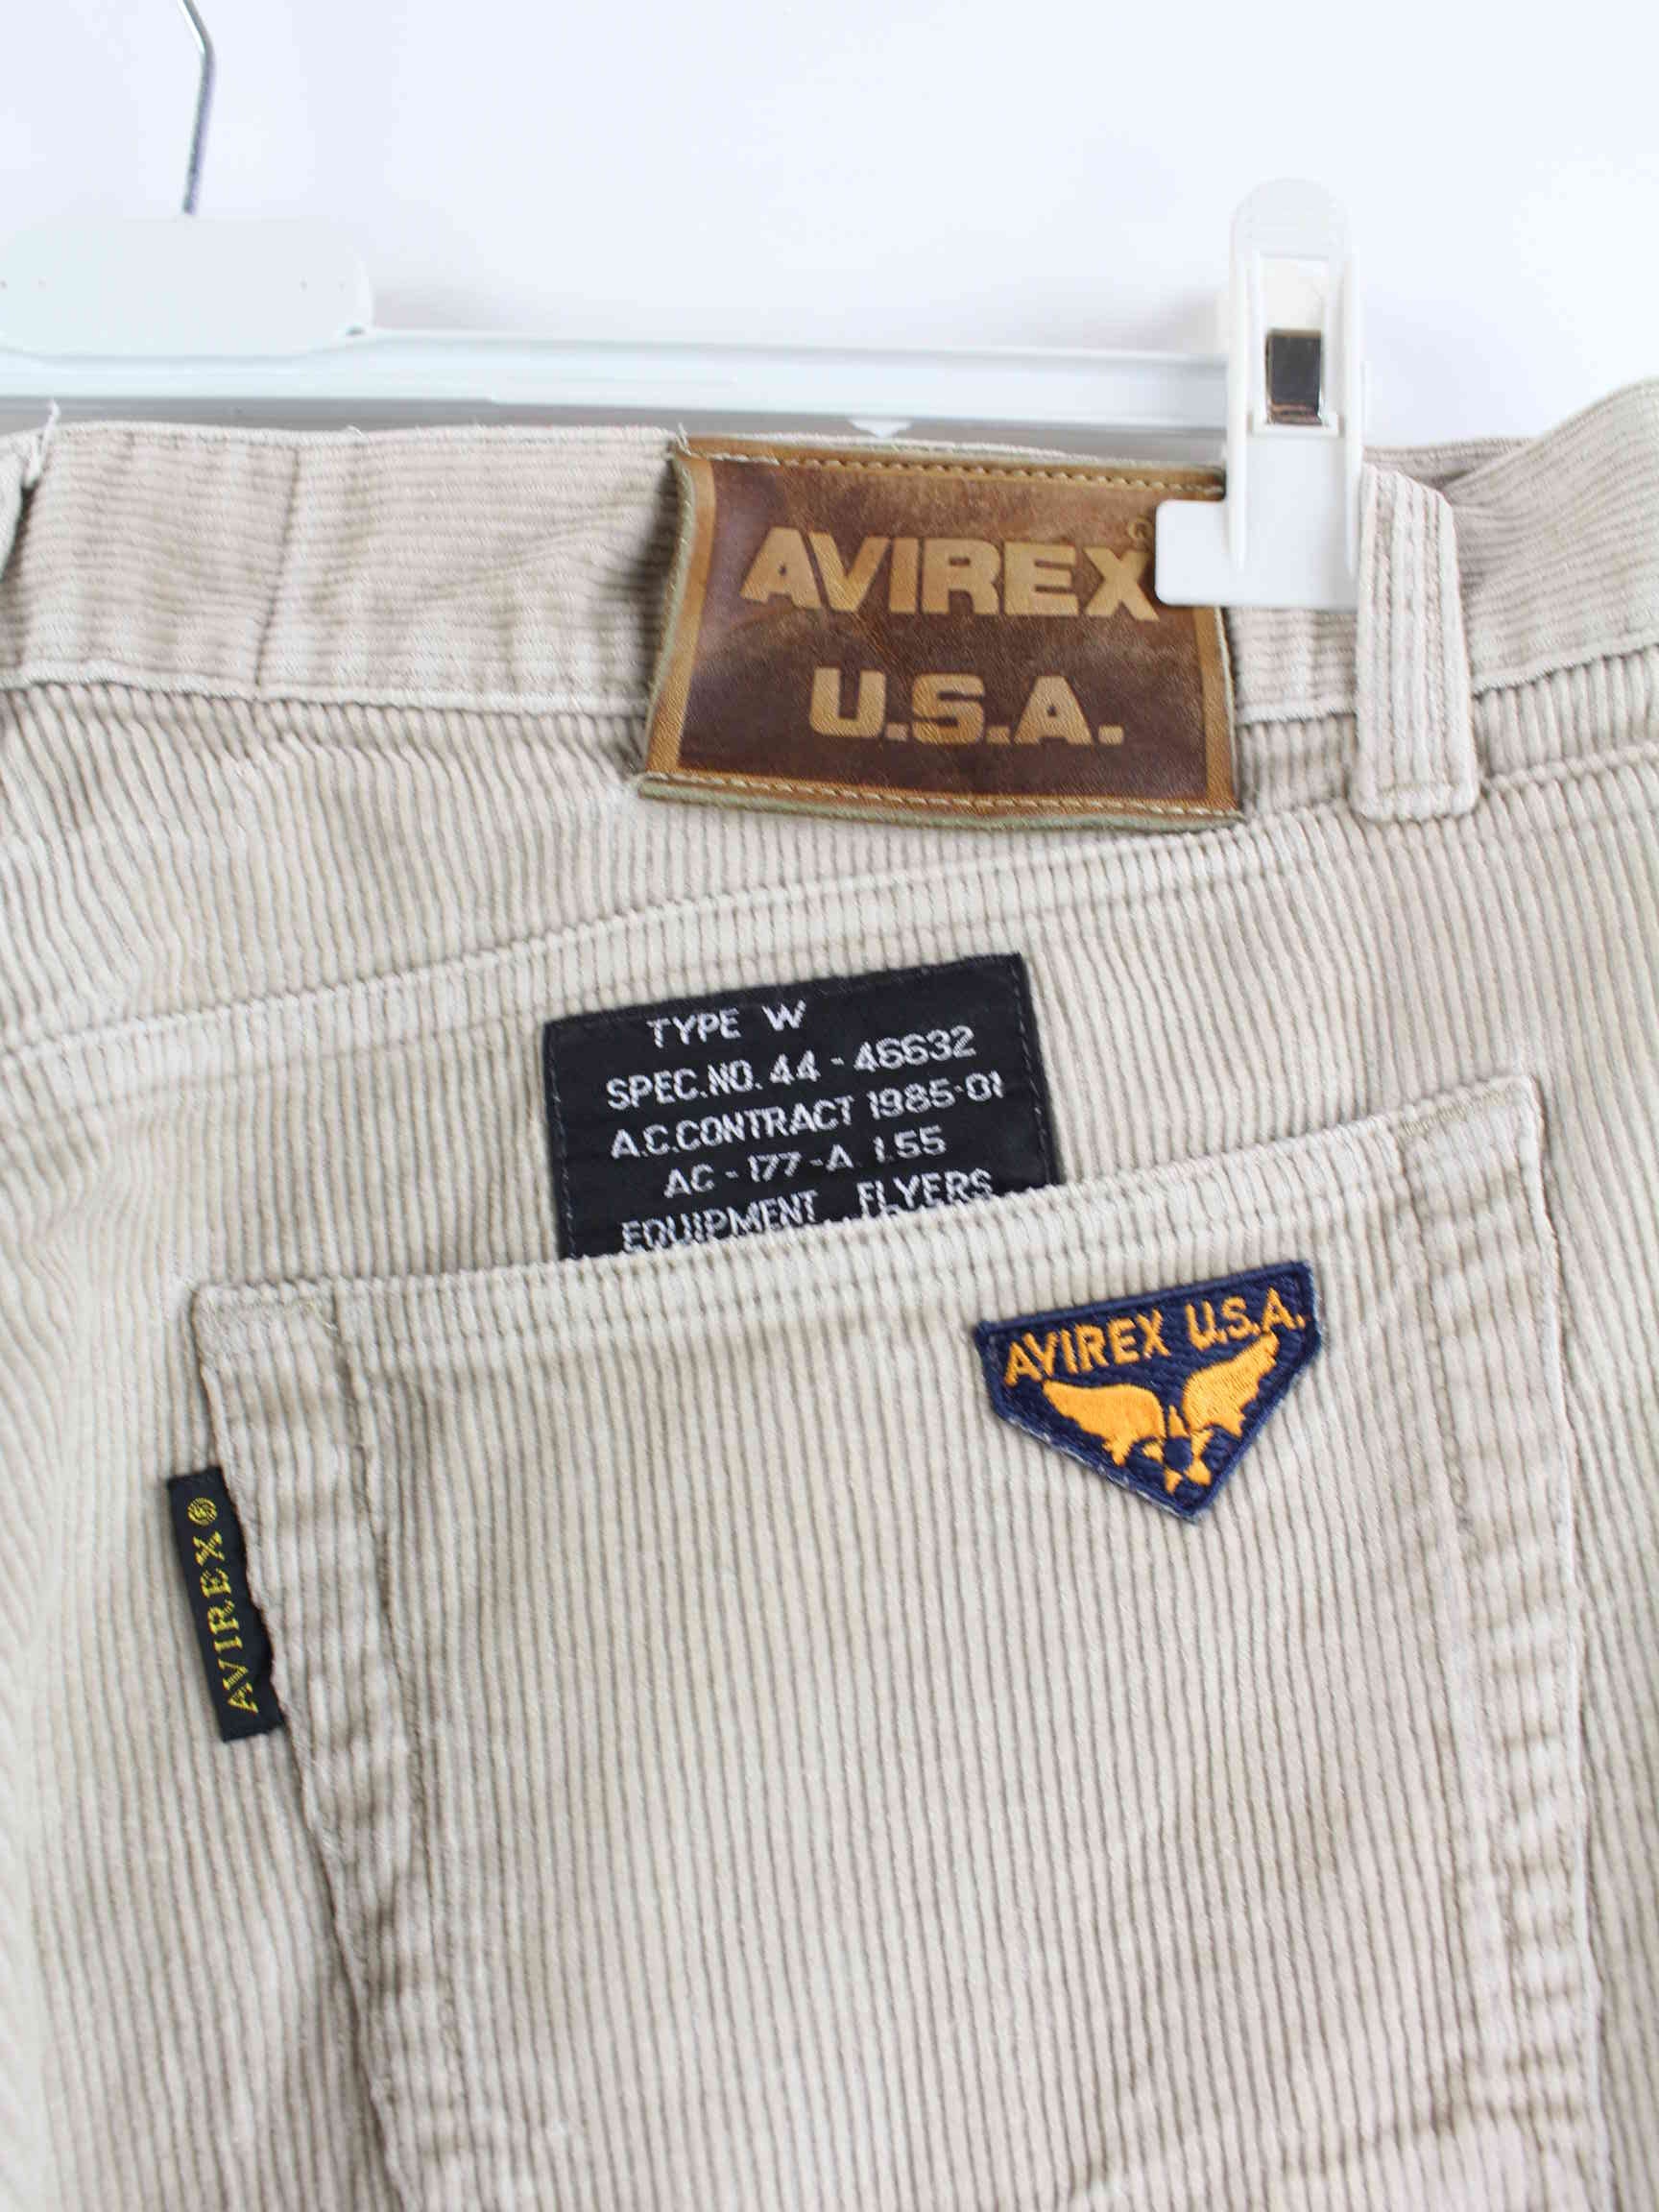 AVIREX®
U.S.A.
TYPE W
SPEC.NO. 44 - 46632
A.C.CONTRACT 1985-01
AC - 177 - A 1.55
EQUIPMENT FLYERS
AVIREX U.S.A.
AVIREX®